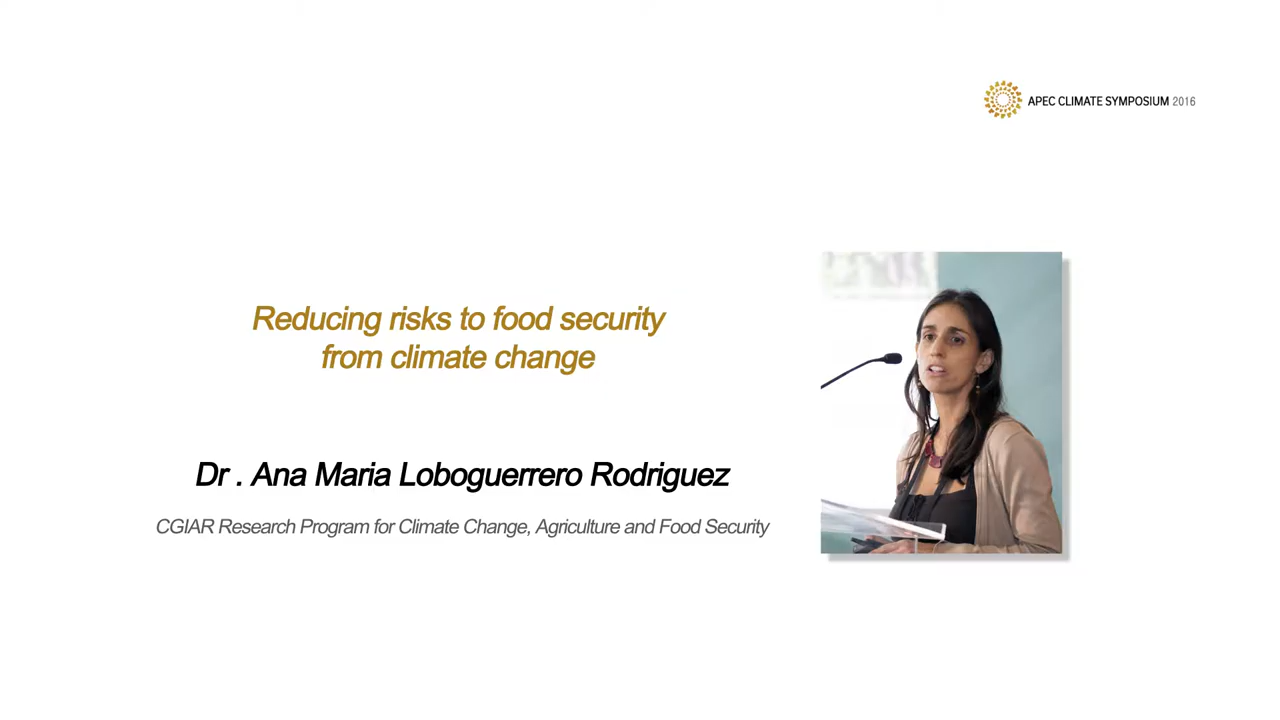 APEC CLIMATE SYMPOSIUM 2016
Reducing risks to food security
from climate change
Dr . Ana Maria Loboguerrero Rodriguez
CGIAR Research Program for Climate Change, Agriculture and Food Security